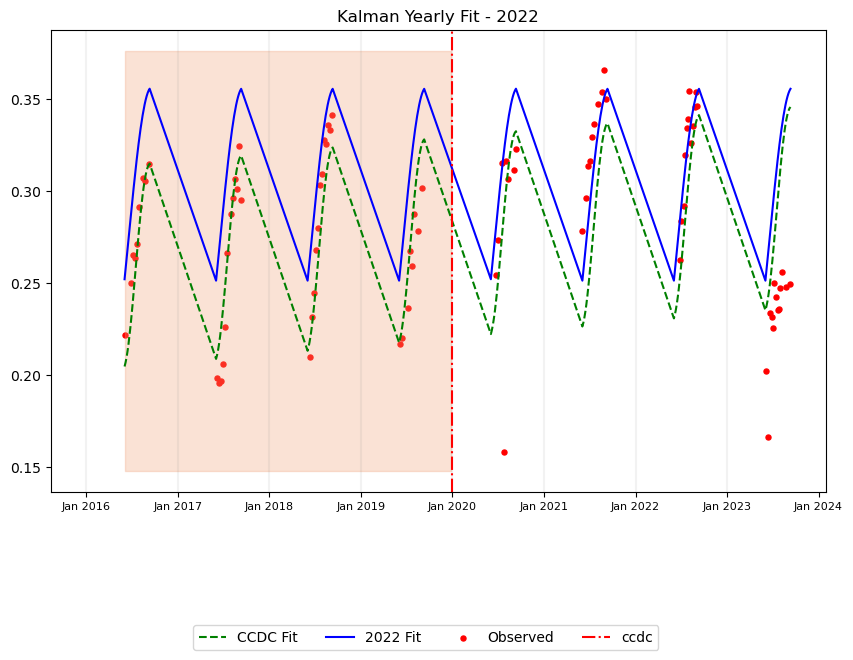 Kalman Yearly Fit - 2022
0.35
0.30
0.25
0.20
0.15
Jan 2016 Jan 2017 Jan 2018 Jan 2019 Jan 2020 Jan 2021 Jan 2022 Jan 2023 Jan 2024
CCDC Fit 2022 Fit Observed ccdc